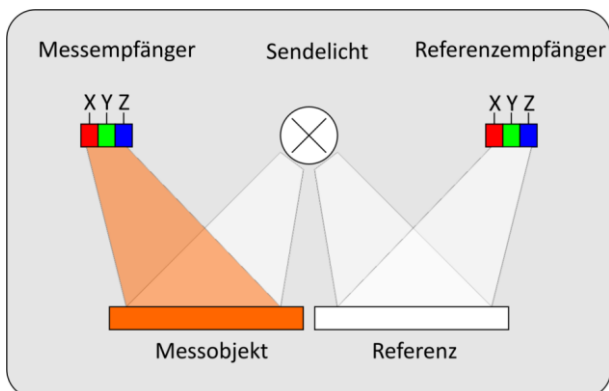 Messempfänger Sendelicht Referenzempfänger
X Y Z X Y Z
Messobjekt Referenz